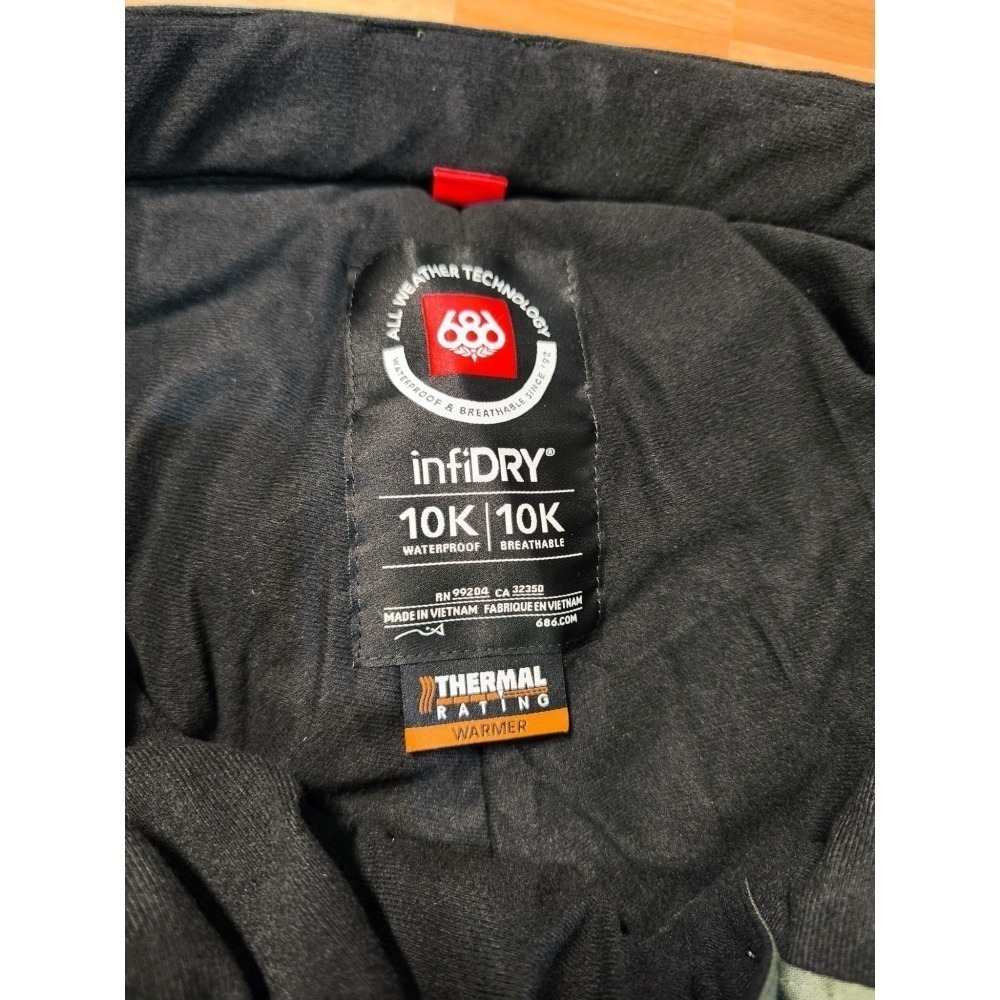 ALL WEATHER TECHNOLOGY
686
WATERPROOF & BREATHABLE SINCE '92
infiDRY®
10K | 10K
WATERPROOF BREATHABLE
RN 99204 CA 32350
MADE IN VIETNAM FABRIQUE EN VIETNAM
686.COM
THERMAL
RATING
WARMER